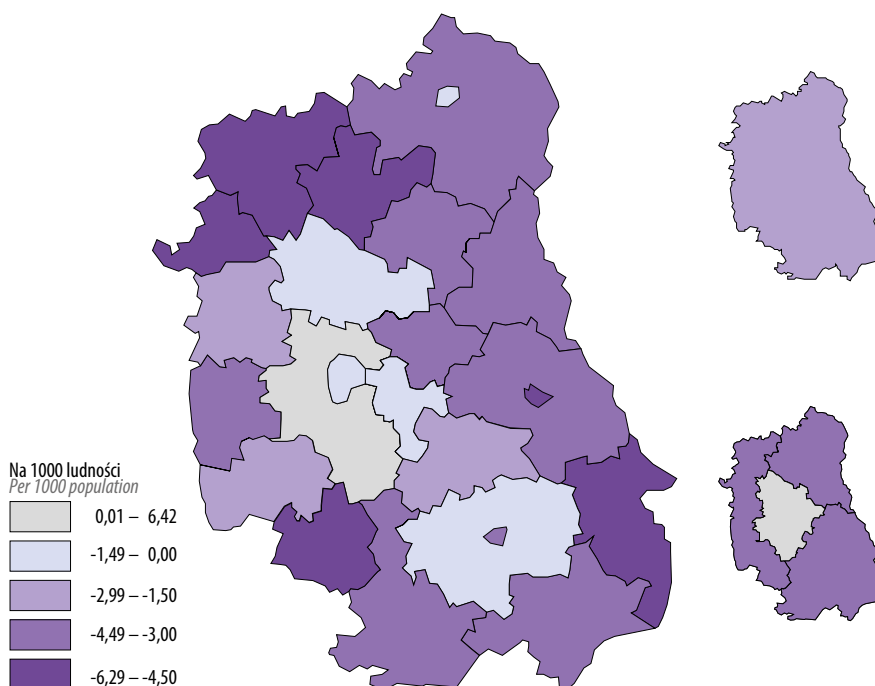 Na 1000 ludności
Per 1000 population
0,01 – 6,42
-1,49 – 0,00
-2,99 – -1,50
-4,49 – -3,00
-6,29 – -4,50